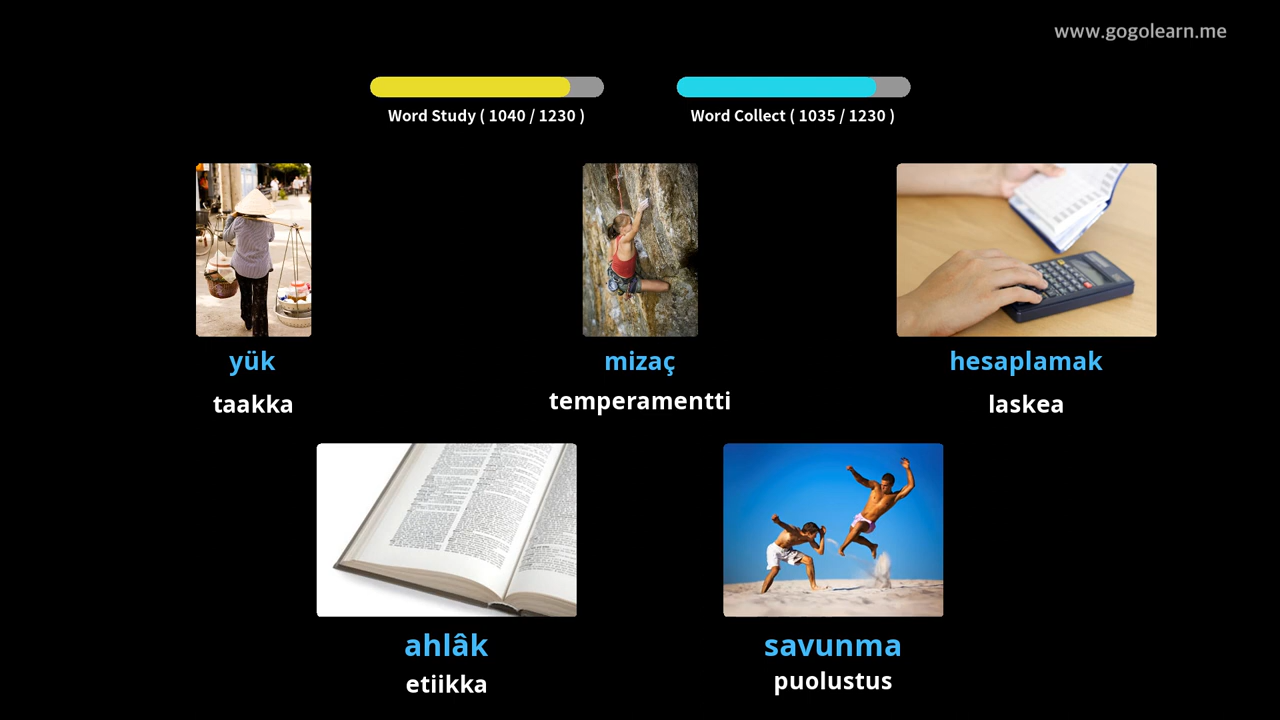 www.gogolearn.me
Word Study ( 1040 / 1230 )
Word Collect ( 1035 / 1230 )
yük
mizaç
hesaplamak
taakka
temperamentti
laskea
ahlâk
savunma
etiikka
puolustus